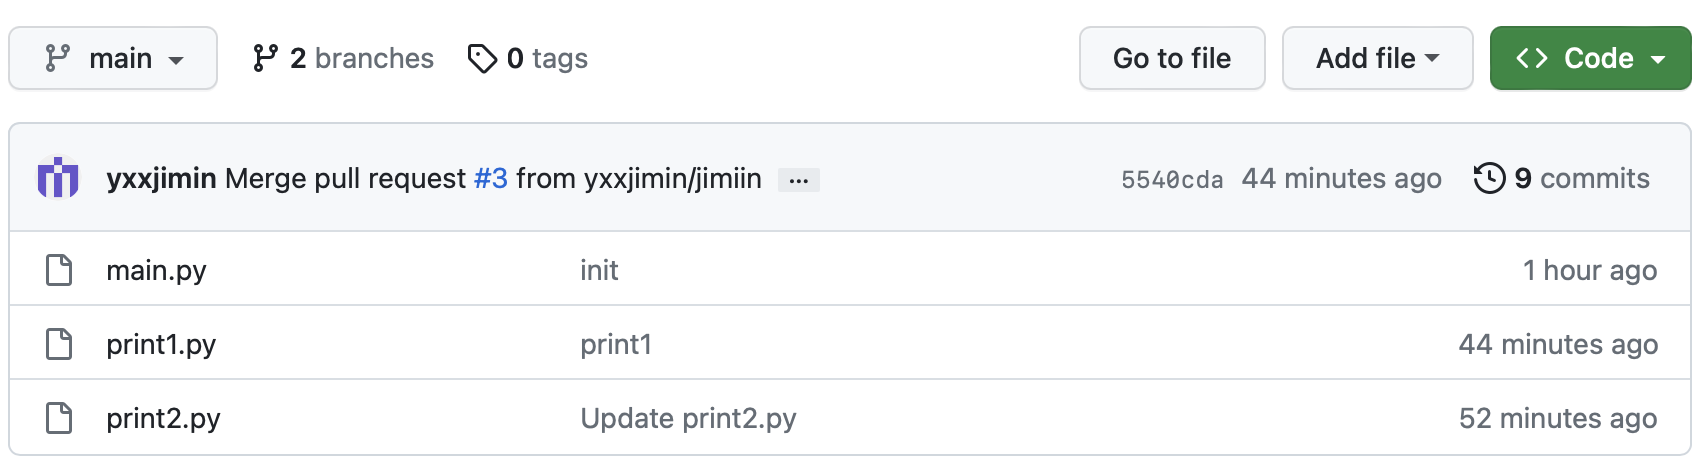 main 2 branches 0 tags Go to file Add file <> Code
yxxjimin Merge pull request #3 from yxxjimin/jimiin ... 5540cda 44 minutes ago 9 commits
main.py init 1 hour ago
print1.py print1 44 minutes ago
print2.py Update print2.py 52 minutes ago